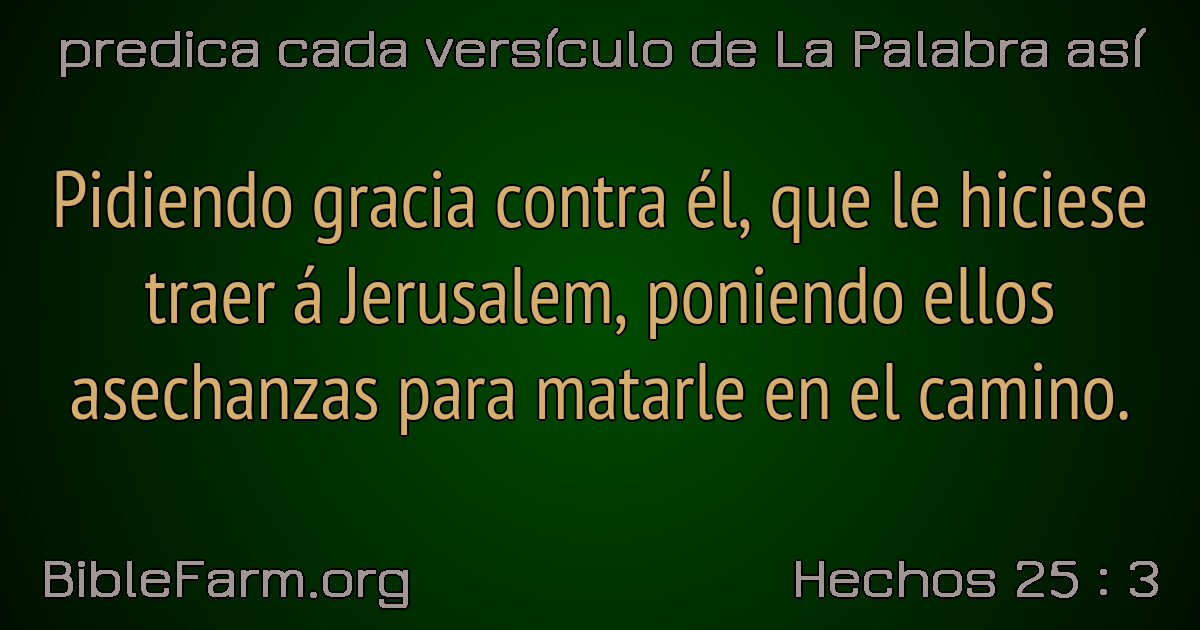 predica cada versículo de La Palabra así
Pidiendo gracia contra él, que le hiciese
traer á Jerusalem, poniendo ellos
asechanzas para matarle en el camino.
BibleFarm.org
Hechos 25 : 3